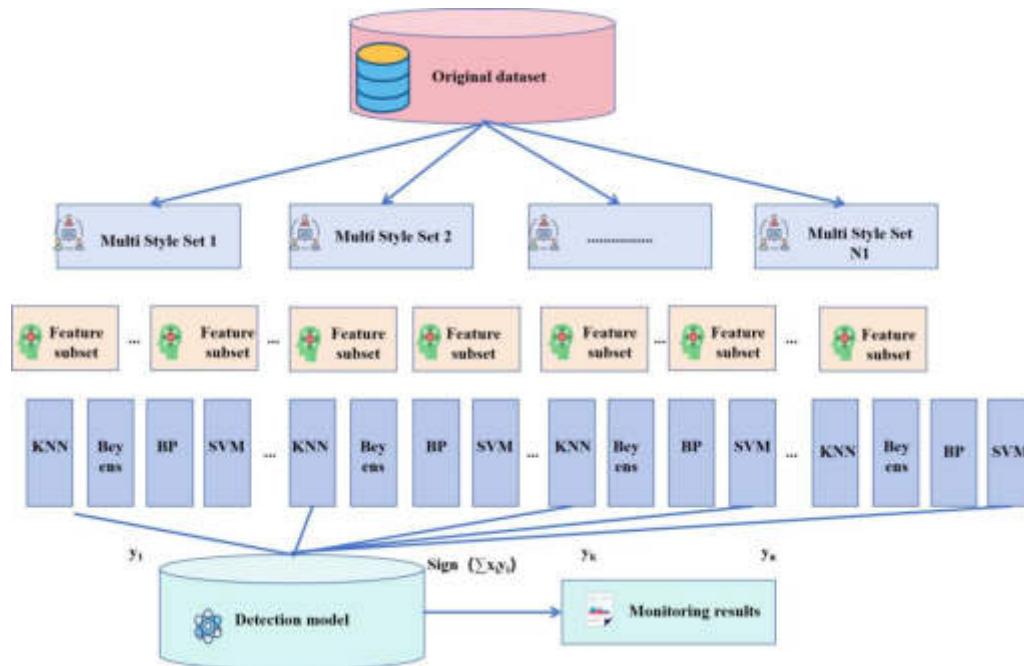 Original dataset
Multi Style Set 1
Multi Style Set 2
................
Multi Style Set
N1
Feature
subset
...
Feature
subset
...
Feature
subset
Feature
subset
Feature
subset
...
Feature
subset
...
Feature
subset
KNN
Bey
ens
BP
SVM
...
KNN
Bey
ens
BP
SVM
...
KNN
Bey
ens
BP
SVM
...
KNN
Bey
ens
BP
SVM
y₁
Sign (∑xᵢyᵢ)
yₖ
yₙ
Detection model
Monitoring results